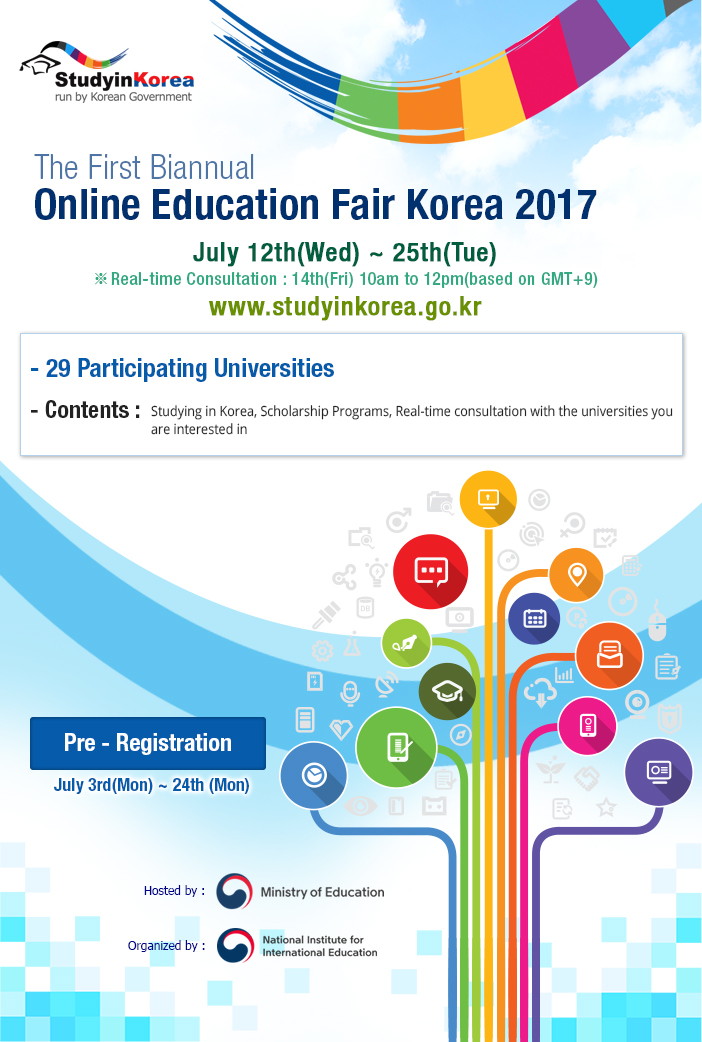 StudyinKorea
run by Korean Government
The First Biannual
Online Education Fair Korea 2017
July 12th(Wed) ~ 25th(Tue)
※ Real-time Consultation : 14th(Fri) 10am to 12pm(based on GMT+9)
www.studyinkorea.go.kr
- 29 Participating Universities
- Contents : Studying in Korea, Scholarship Programs, Real-time consultation with the universities you
are interested in
DB
Pre - Registration
July 3rd(Mon) ~ 24th (Mon)
Hosted by : Ministry of Education
Organized by : National Institute for
International Education